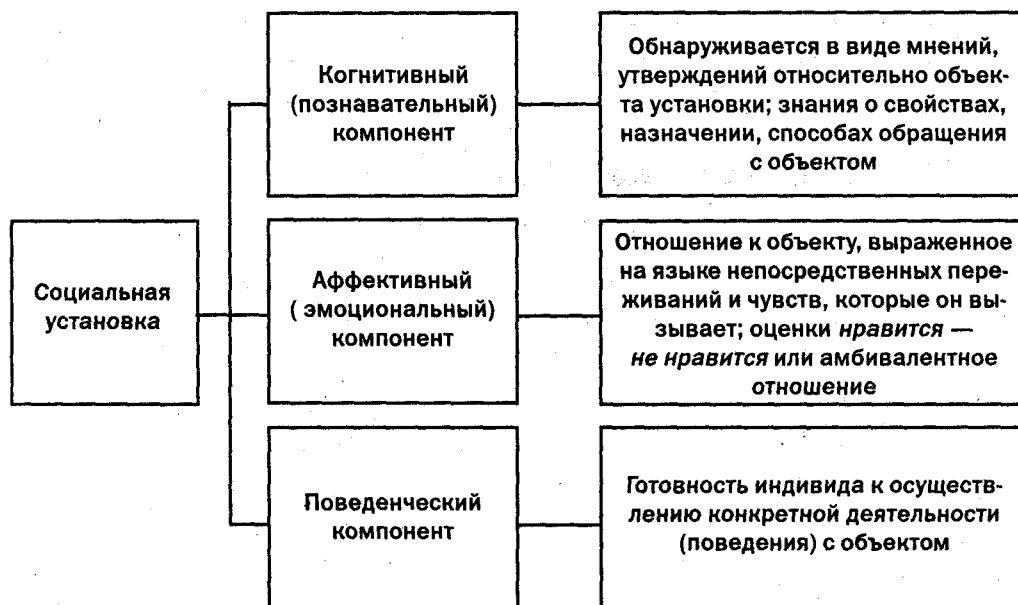 Социальная
установка
Когнитивный
(познавательный)
компонент
Обнаруживается в виде мнений,
утверждений относительно объек-
та установки; знания о свойствах,
назначении, способах обращения
с объектом
Аффективный
( эмоциональный)
компонент
Отношение к объекту, выраженное
на языке непосредственных пере-
живаний и чувств, которые он вы-
зывает; оценки нравится —
не нравится или амбивалентное
отношение
Поведенческий
компонент
Готовность индивида к осуществ-
лению конкретной деятельности
(поведения) с объектом